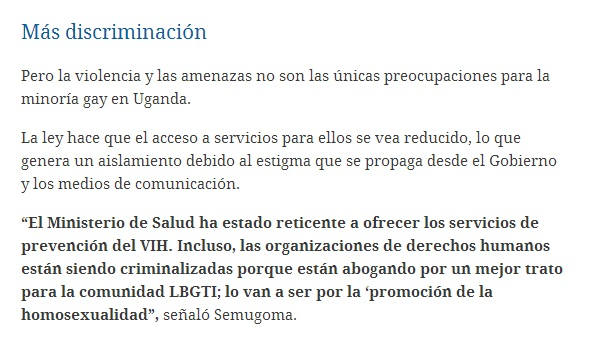 Más discriminación
Pero la violencia y las amenazas no son las únicas preocupaciones para la
minoría gay en Uganda.
La ley hace que el acceso a servicios para ellos se vea reducido, lo que
genera un aislamiento debido al estigma que se propaga desde el Gobierno
y los medios de comunicación.
“El Ministerio de Salud ha estado reticente a ofrecer los servicios de
prevención del VIH. Incluso, las organizaciones de derechos humanos
están siendo criminalizadas porque están abogando por un mejor trato
para la comunidad LBGTI; lo van a ser por la ‘promoción de la
homosexualidad”, señaló Semugoma.